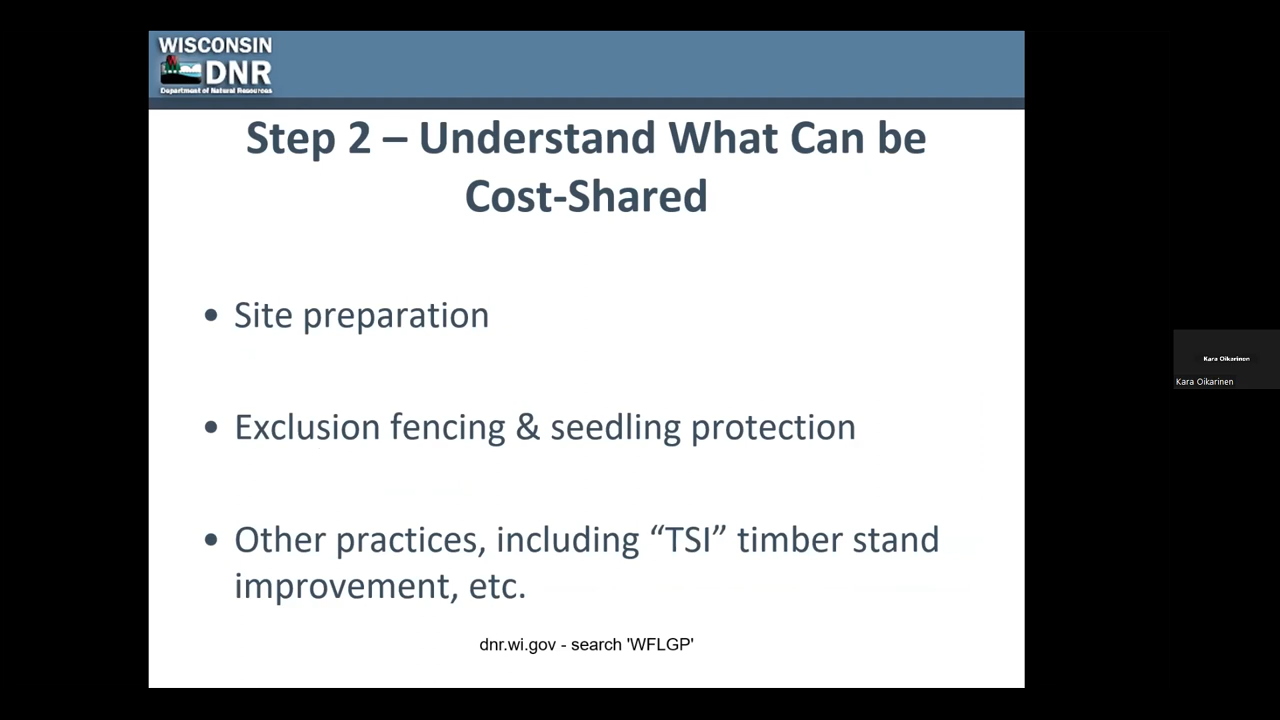 WISCONSIN
DNR
Department of Natural Resources
Step 2 – Understand What Can be
Cost-Shared
• Site preparation
• Exclusion fencing & seedling protection
• Other practices, including “TSI” timber stand
improvement, etc.
dnr.wi.gov - search 'WFLGP'
Kara Oikarinen
Kara Oikarinen